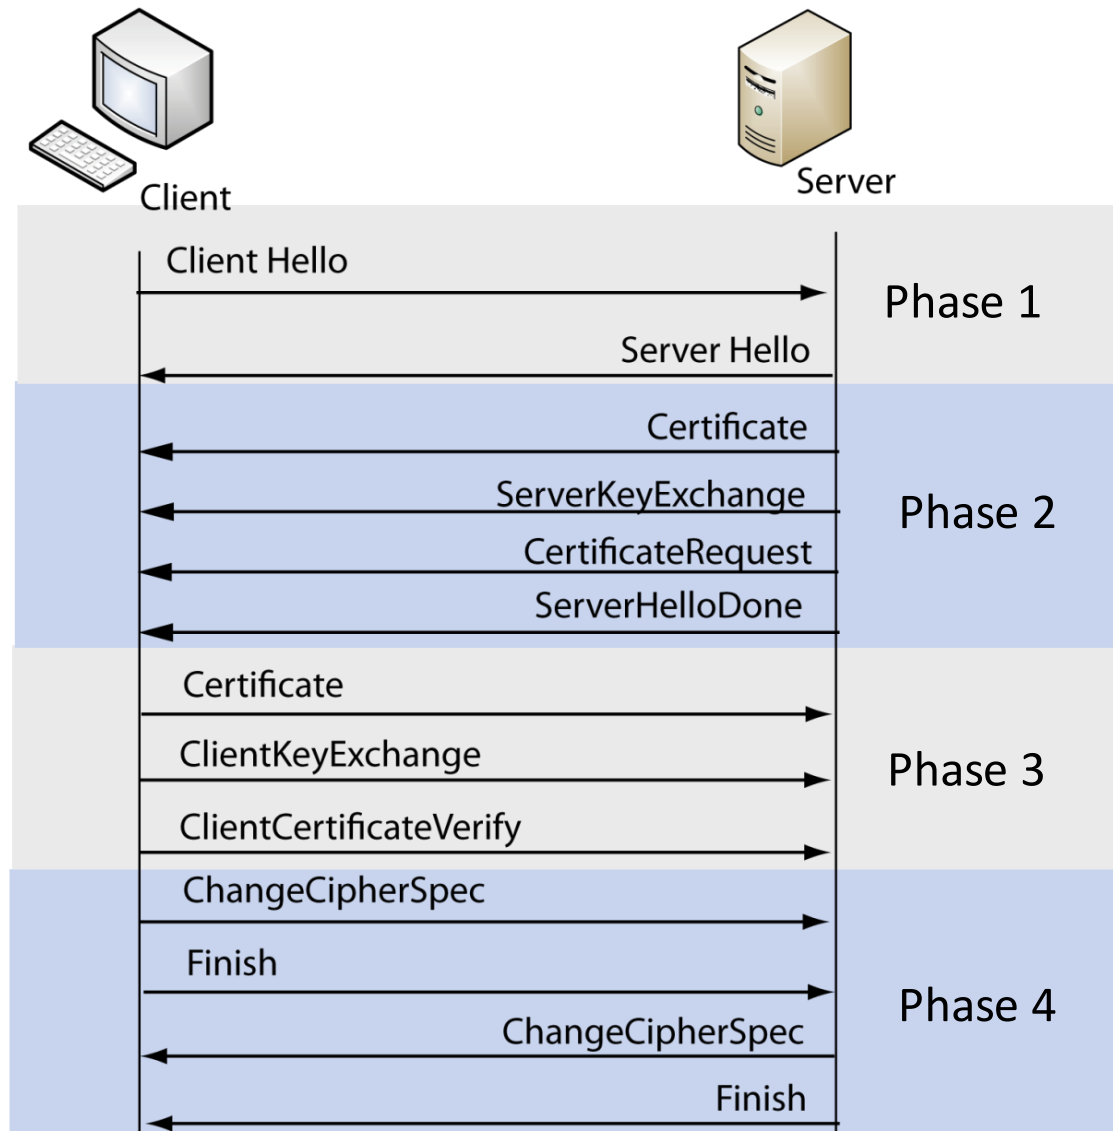 Client
Server
Client Hello
Phase 1
Server Hello
Certificate
ServerKeyExchange
Phase 2
CertificateRequest
ServerHelloDone
Certificate
ClientKeyExchange
Phase 3
ClientCertificateVerify
ChangeCipherSpec
Finish
Phase 4
ChangeCipherSpec
Finish